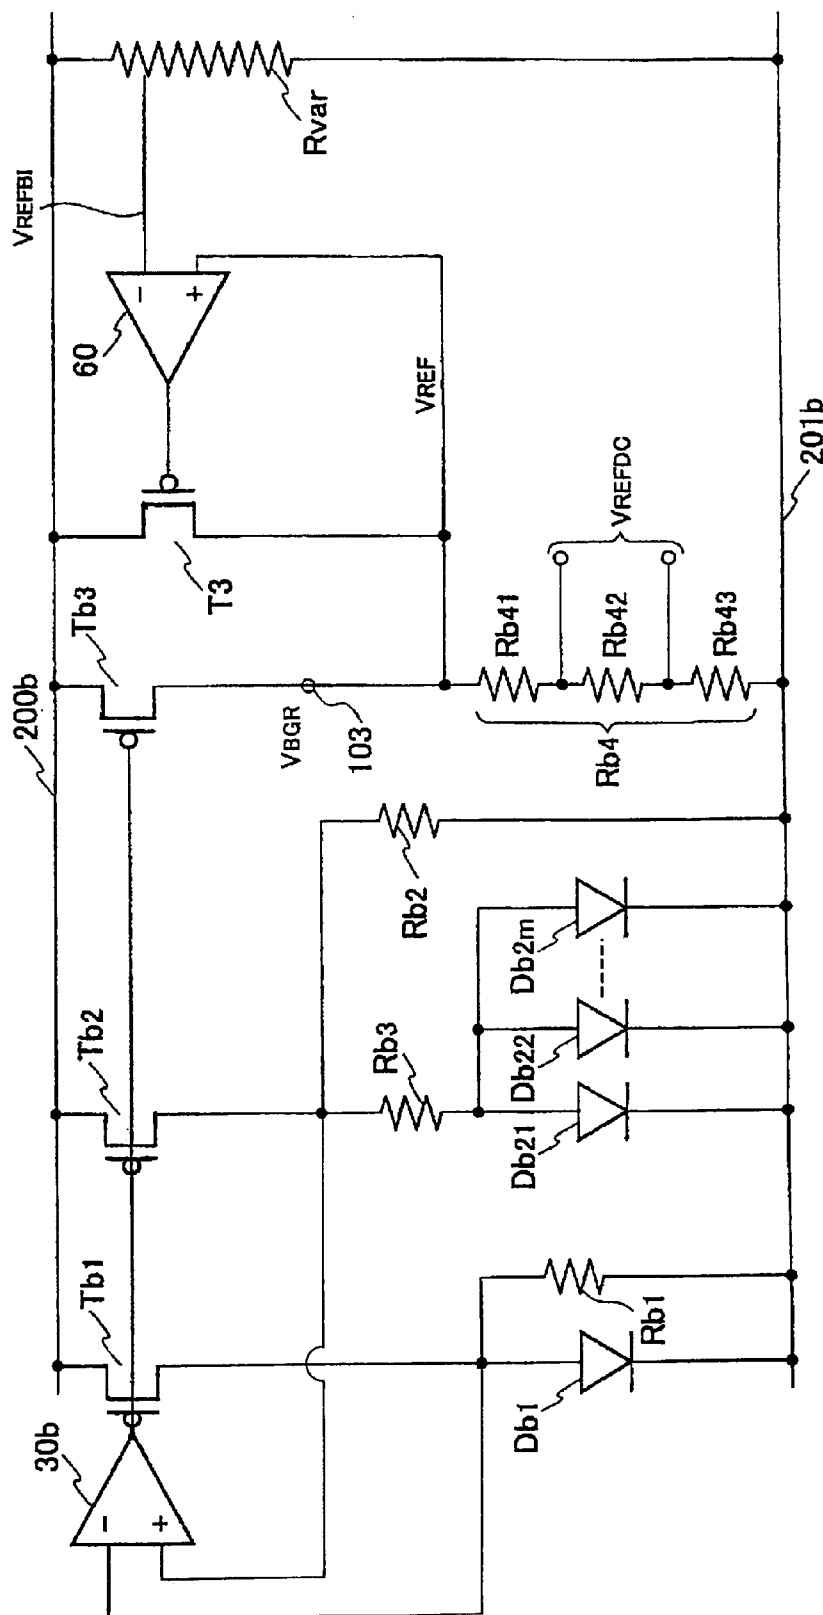 200b
30b
−
+
Tb1
Tb2
Tb3
T3
60
−
+
VREFBI
Rvar
VREF
VBGR
103
Db1
Rb1
Rb3
Db21
Db22
Db2m
Rb2
Rb4
Rb41
Rb42
Rb43
VREFDC
201b